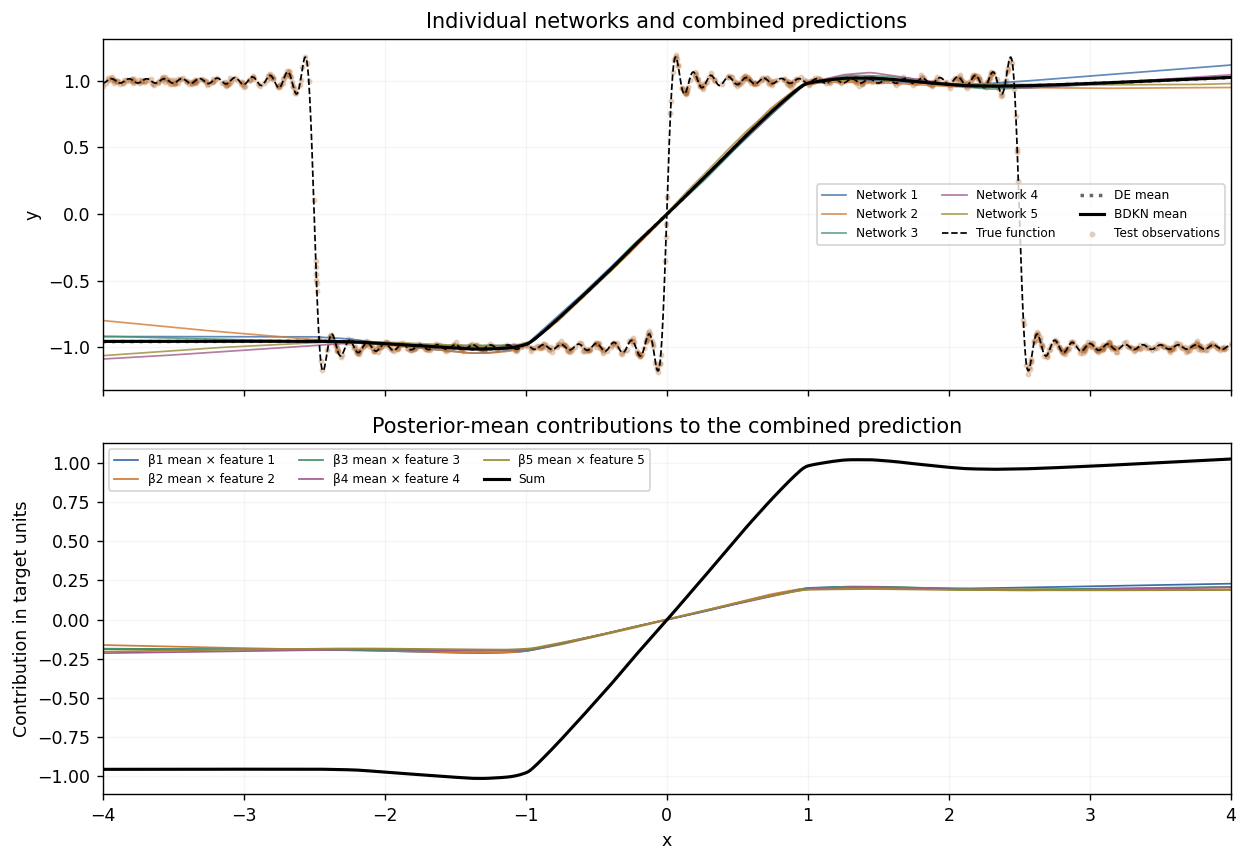 Individual networks and combined predictions
1.0
0.5
0.0
−0.5
−1.0
y
Network 1
Network 2
Network 3
Network 4
Network 5
True function
DE mean
BDKN mean
Test observations
Posterior-mean contributions to the combined prediction
1.00
0.75
0.50
0.25
0.00
−0.25
−0.50
−0.75
−1.00
Contribution in target units
β1 mean × feature 1
β2 mean × feature 2
β3 mean × feature 3
β4 mean × feature 4
β5 mean × feature 5
Sum
−4 −3 −2 −1 0 1 2 3 4
x